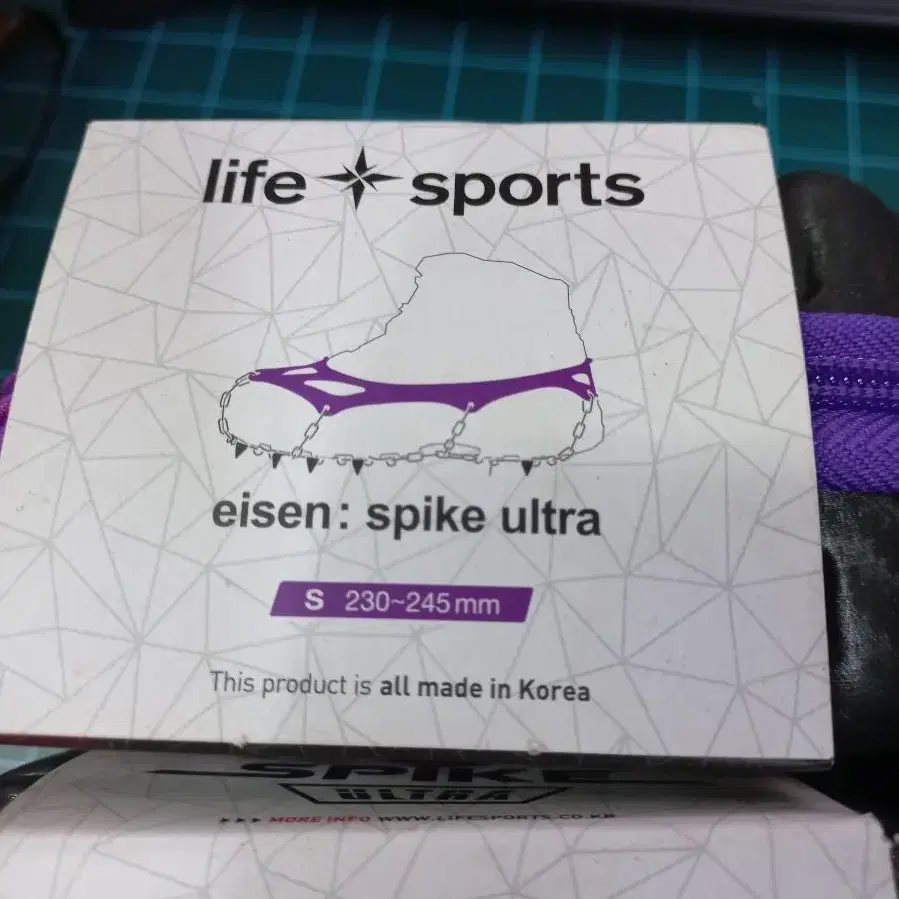 life sports
eisen: spike ultra
S 230~245mm
This product is all made in Korea
SPIKE
ULTRA
MORE INFO WWW.LIFESPORTS.CO.KR